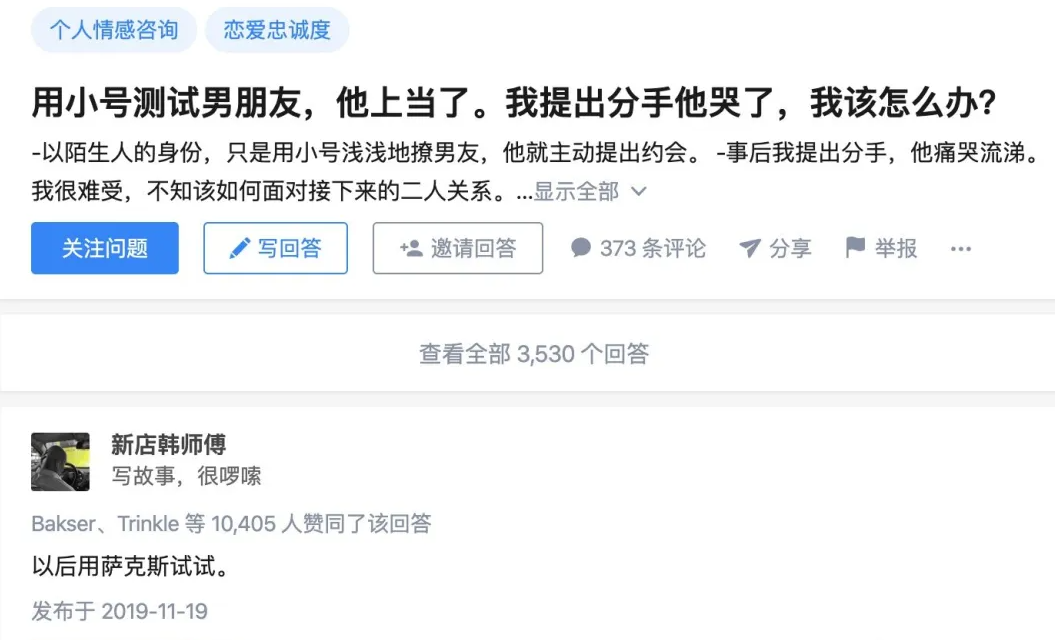 个人情感咨询 恋爱忠诚度
用小号测试男朋友，他上当了。我提出分手他哭了，我该怎么办？
-以陌生人的身份，只是用小号浅浅地撩男友，他就主动提出约会。 -事后我提出分手，他痛哭流涕。
我很难受，不知该如何面对接下来的二人关系。...显示全部
关注问题 写回答 邀请回答 373 条评论 分享 举报 ...
查看全部 3,530 个回答
新店韩师傅
写故事，很啰嗦
Bakser、Trinkle 等 10,405 人赞同了该回答
以后用萨克斯试试。
发布于 2019-11-19